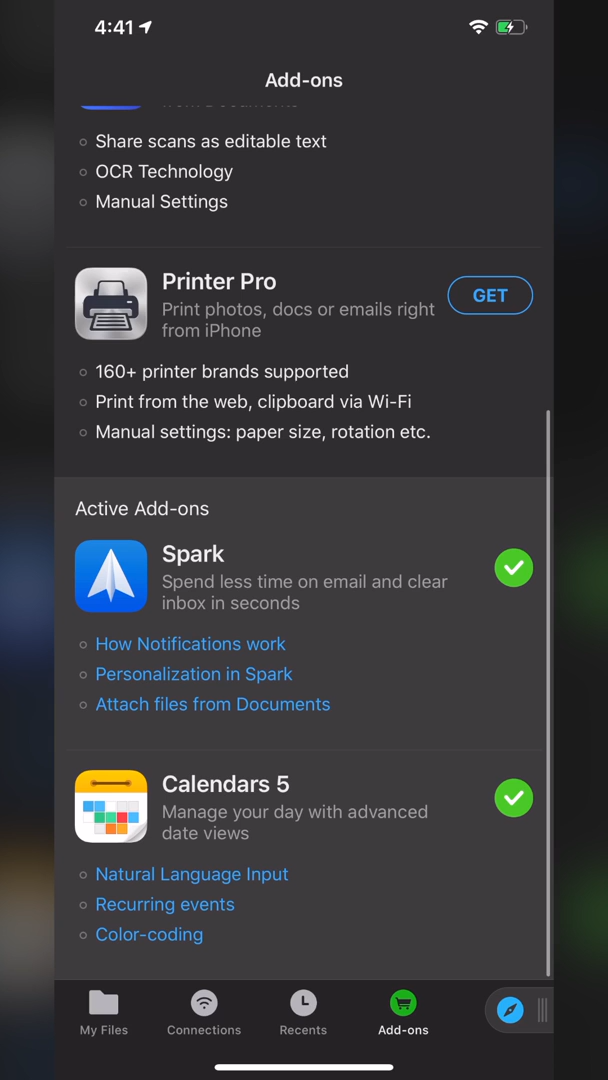 4:41
Add-ons
from Documents
Share scans as editable text
OCR Technology
Manual Settings
Printer Pro
GET
Print photos, docs or emails right
from iPhone
160+ printer brands supported
Print from the web, clipboard via Wi-Fi
Manual settings: paper size, rotation etc.
Active Add-ons
Spark
Spend less time on email and clear
inbox in seconds
How Notifications work
Personalization in Spark
Attach files from Documents
Calendars 5
Manage your day with advanced
date views
Natural Language Input
Recurring events
Color-coding
My Files
Connections
Recents
Add-ons